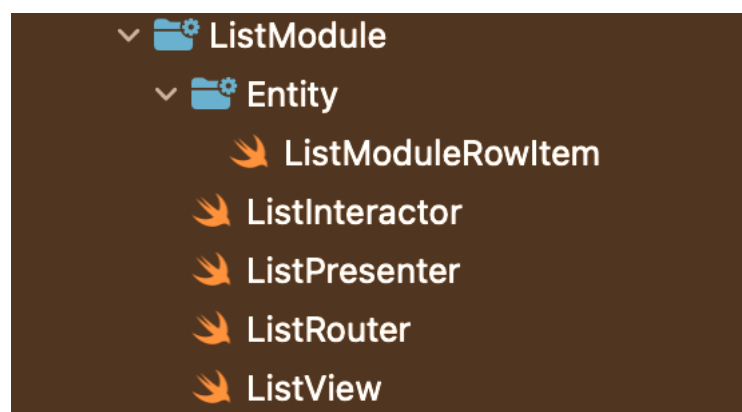 ListModule
Entity
ListModuleRowItem
ListInteractor
ListPresenter
ListRouter
ListView